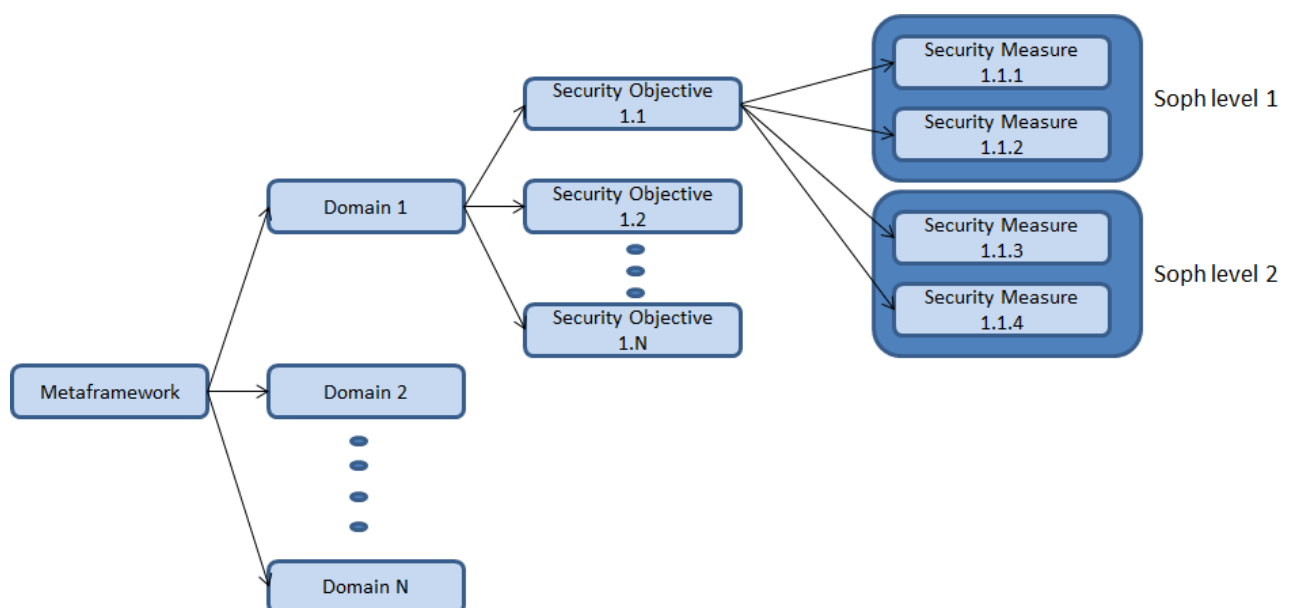 Security Measure
1.1.1
Soph level 1
Security Objective
1.1
Security Measure
1.1.2
Domain 1
Security Objective
1.2
Security Measure
1.1.3
Soph level 2
Security Measure
1.1.4
Security Objective
1.N
Metaframework
Domain 2
Domain N